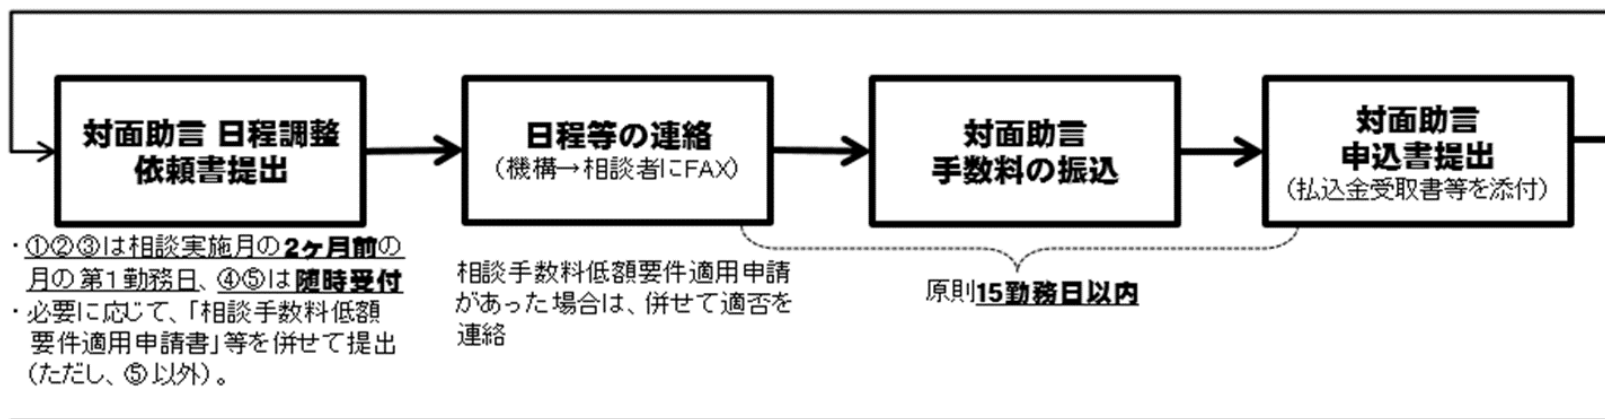 対面助言 日程調整
依頼書提出
日程等の連絡
(機構→相談者にFAX)
対面助言
手数料の振込
対面助言
申込書提出
(払込金受取書等を添付)
・①②③は相談実施月の2ヶ月前の
月の第1勤務日、④⑤は随時受付
・必要に応じて、「相談手数料低額
要件適用申請書」等を併せて提出
(ただし、⑤以外)。
相談手数料低額要件適用申請
があった場合は、併せて適否を
連絡
原則15勤務日以内